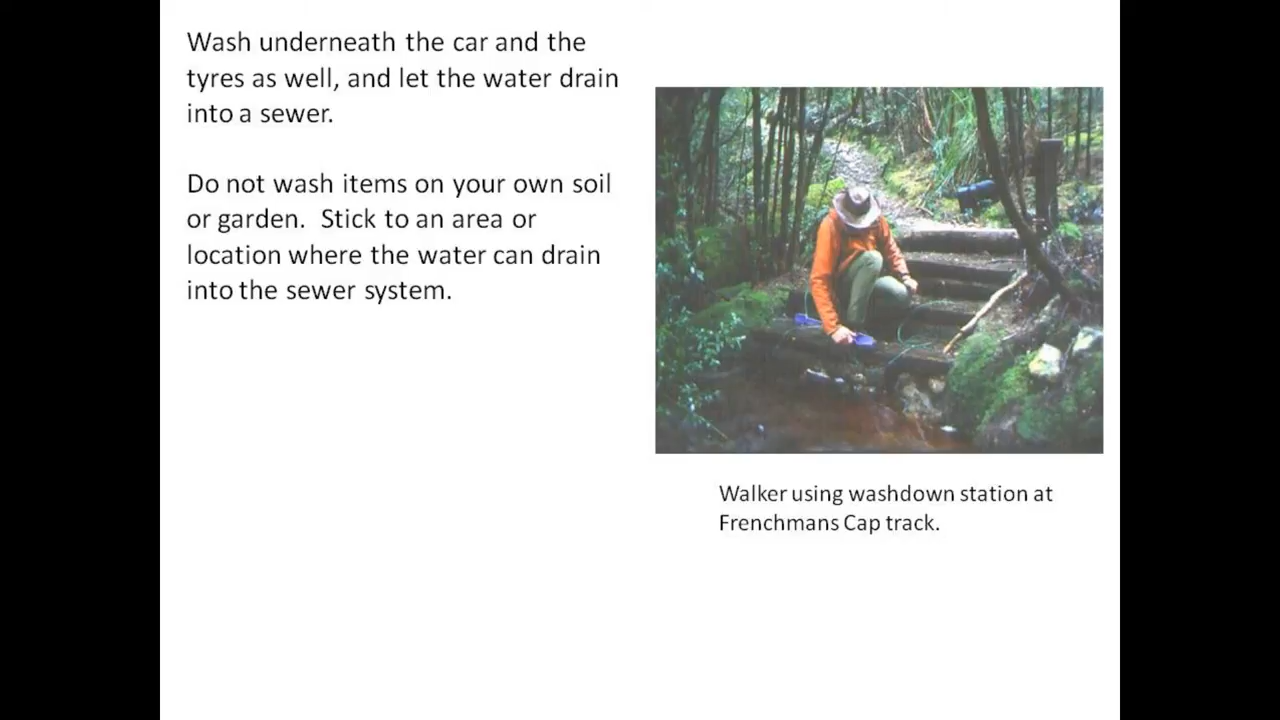 Wash underneath the car and the
tyres as well, and let the water drain
into a sewer.
Do not wash items on your own soil
or garden.  Stick to an area or
location where the water can drain
into the sewer system.
Walker using washdown station at
Frenchmans Cap track.